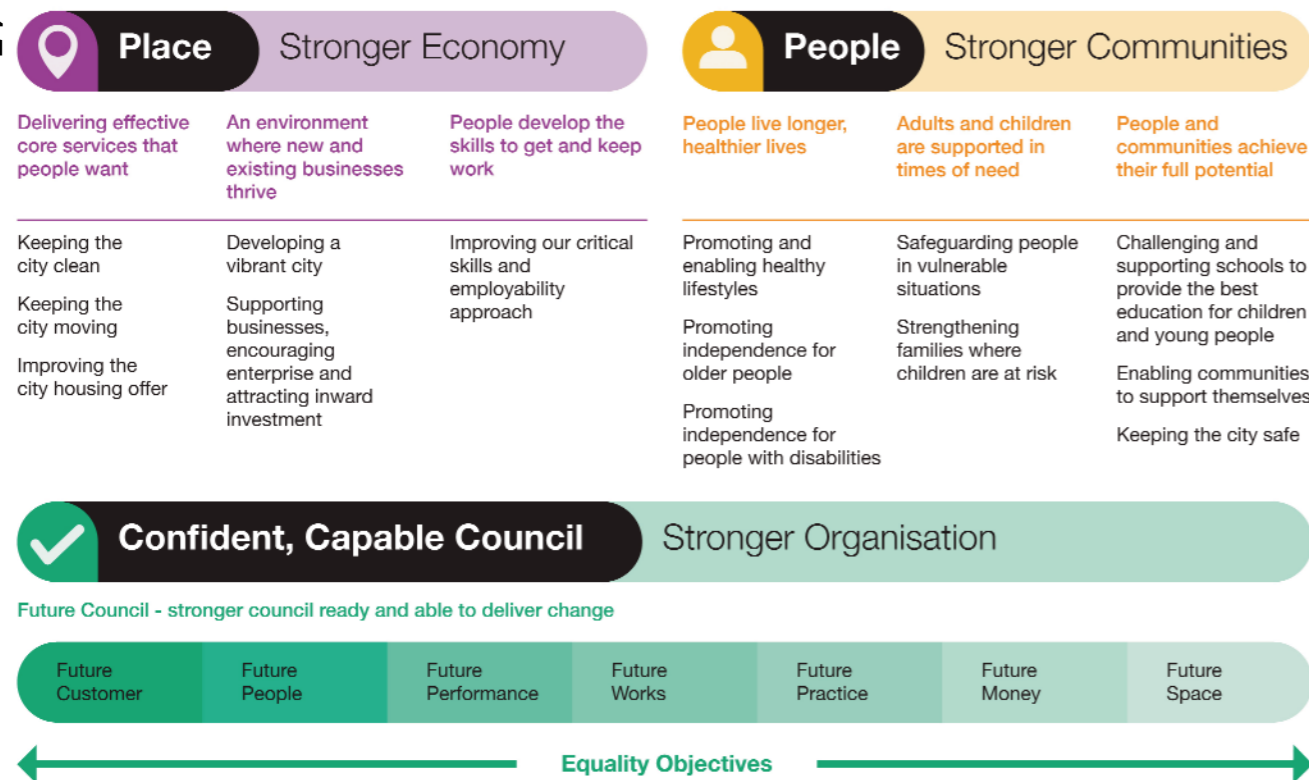 Place Stronger Economy
Delivering effective
core services that
people want
Keeping the
city clean
Keeping the
city moving
Improving the
city housing offer
An environment
where new and
existing businesses
thrive
Developing a
vibrant city
Supporting
businesses,
encouraging
enterprise and
attracting inward
investment
People develop the
skills to get and keep
work
Improving our critical
skills and
employability
approach
People Stronger Communities
People live longer,
healthier lives
Promoting and
enabling healthy
lifestyles
Promoting
independence for
older people
Promoting
independence for
people with disabilities
Adults and children
are supported in
times of need
Safeguarding people
in vulnerable
situations
Strengthening
families where
children are at risk
People and
communities achieve
their full potential
Challenging and
supporting schools to
provide the best
education for children
and young people
Enabling communities
to support themselves
Keeping the city safe
Confident, Capable Council Stronger Organisation
Future Council - stronger council ready and able to deliver change
Future
Customer
Future
People
Future
Performance
Future
Works
Future
Practice
Future
Money
Future
Space
Equality Objectives